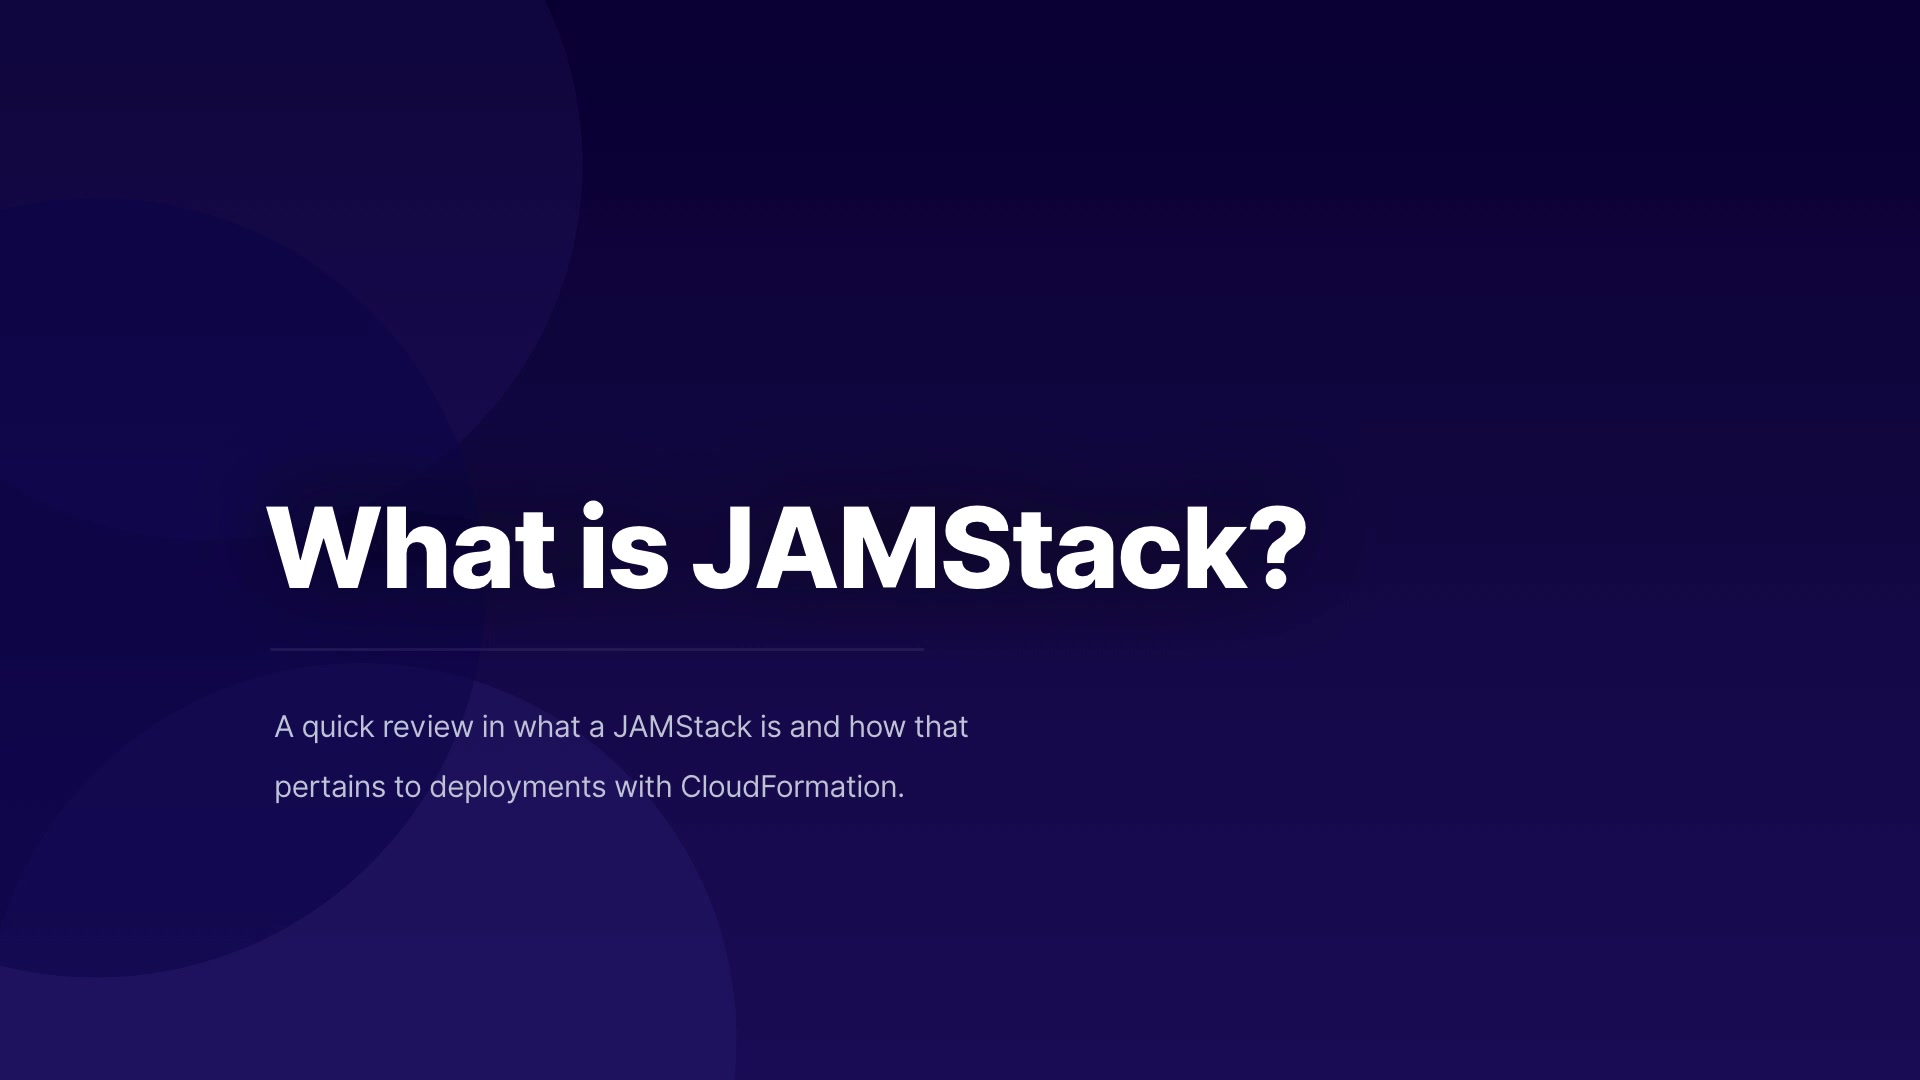 What is JAMStack?
A quick review in what a JAMStack is and how that
pertains to deployments with CloudFormation.